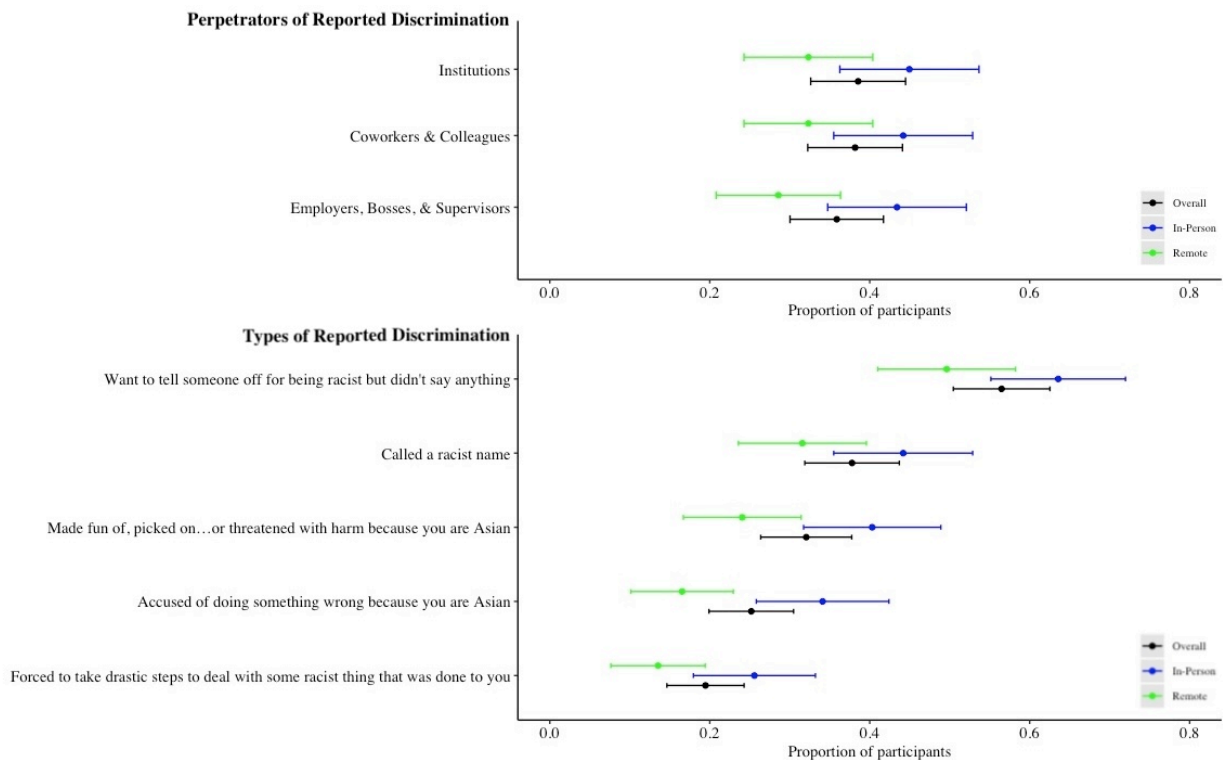 Perpetrators of Reported Discrimination
Institutions
Coworkers & Colleagues
Employers, Bosses, & Supervisors
Overall
In-Person
Remote
0.0 0.2 0.4 0.6 0.8
Proportion of participants
Types of Reported Discrimination
Want to tell someone off for being racist but didn't say anything
Called a racist name
Made fun of, picked on…or threatened with harm because you are Asian
Accused of doing something wrong because you are Asian
Forced to take drastic steps to deal with some racist thing that was done to you
Overall
In-Person
Remote
0.0 0.2 0.4 0.6 0.8
Proportion of participants